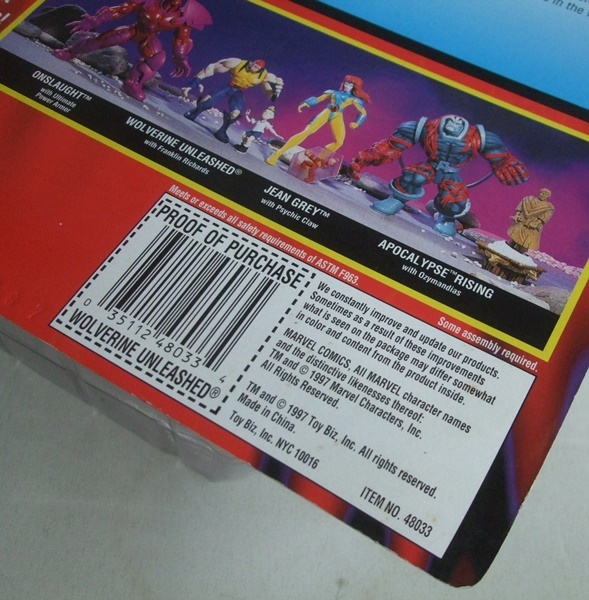 in the
ONSLAUGHT™
with Ultimate
Power Armor
WOLVERINE UNLEASHED®
with Franklin Richards
JEAN GREY™
with Psychic Claw
APOCALYPSE™ RISING
with Ozymandias
Meets or exceeds all safety requirements of ASTM F963.
Some assembly required.
PROOF OF PURCHASE
0 35112 48033 4
WOLVERINE UNLEASHED®
We constantly improve and update our products.
Sometimes as a result of these improvements
what is seen on the package may differ somewhat
in color and content from the product inside.
MARVEL COMICS, All MARVEL character names
and the distinctive likenesses thereof:
TM and © 1997 Marvel Characters, Inc.
All Rights Reserved.
TM and © 1997 Toy Biz, Inc. All rights reserved.
Made in China.
Toy Biz, Inc. NYC 10016
ITEM NO. 48033